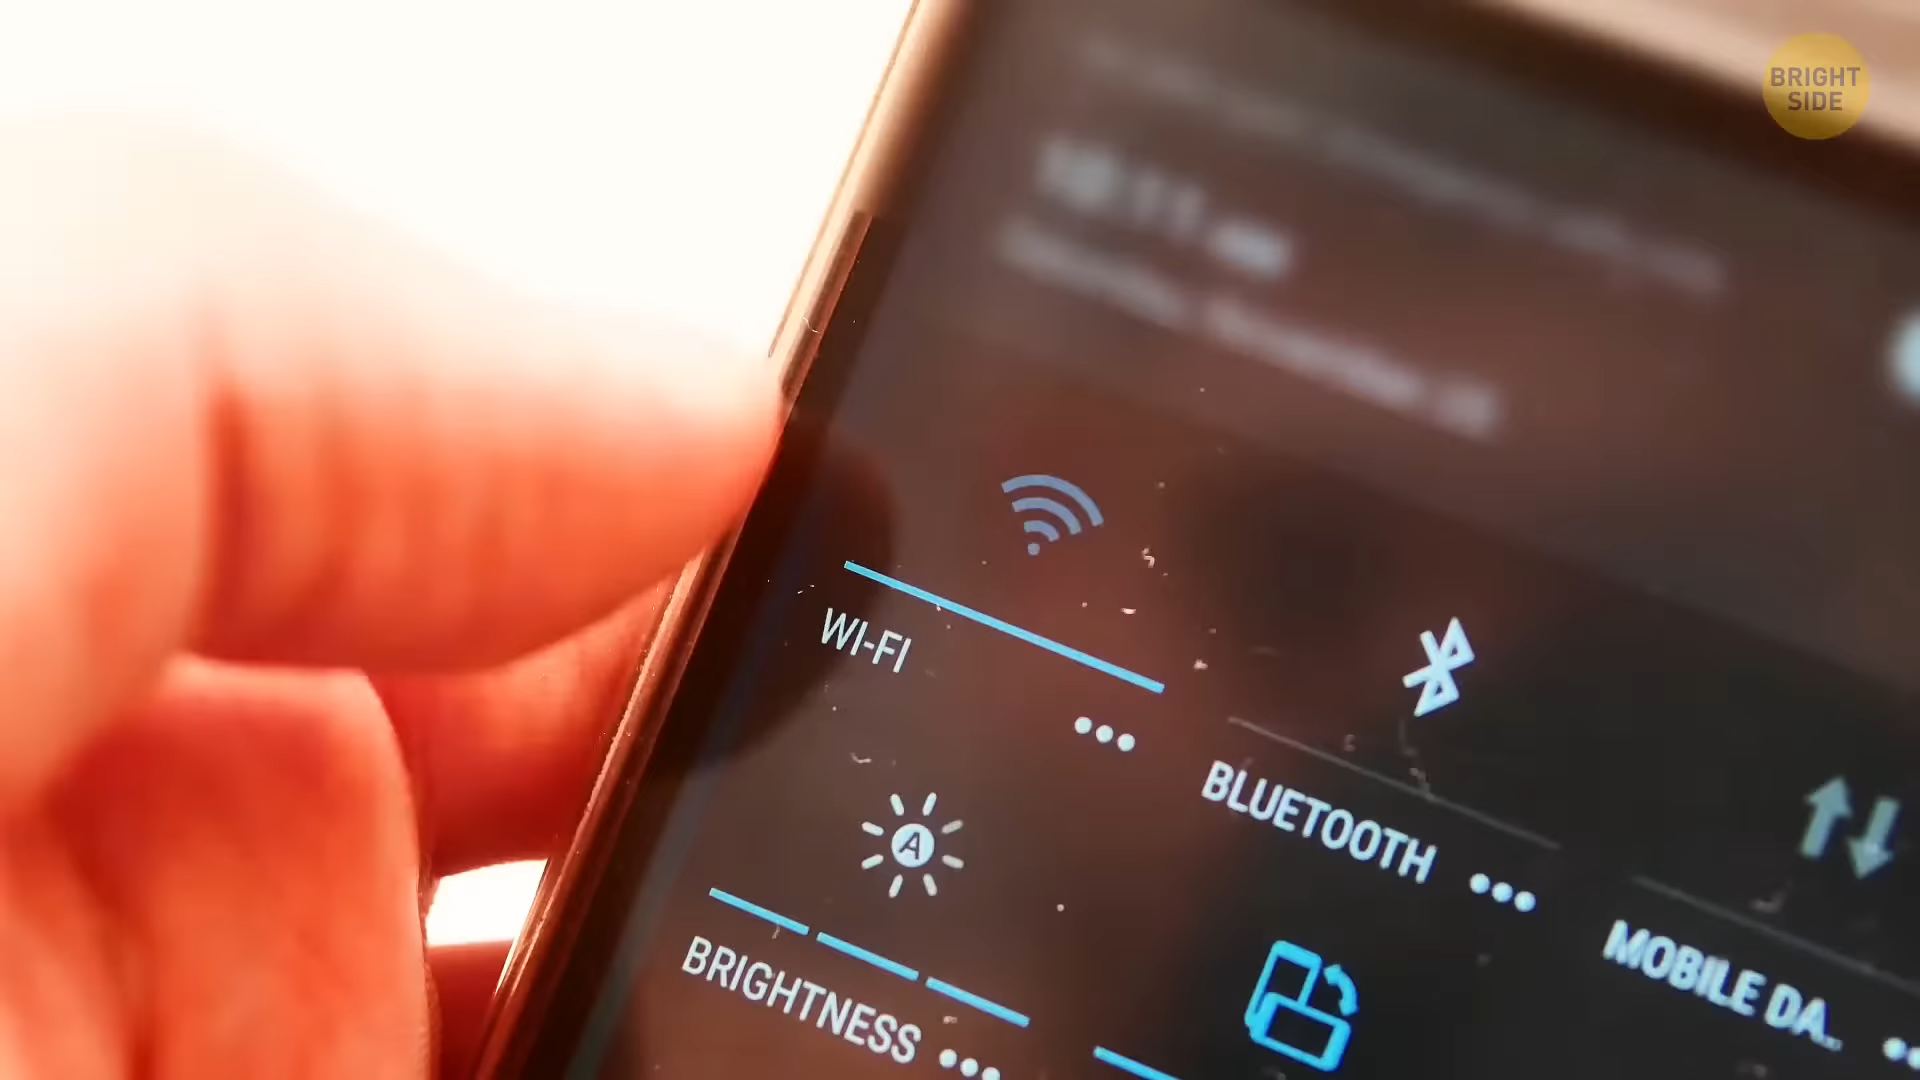 BRIGHT
SIDE
WI-FI
BLUETOOTH
MOBILE DA..
BRIGHTNESS